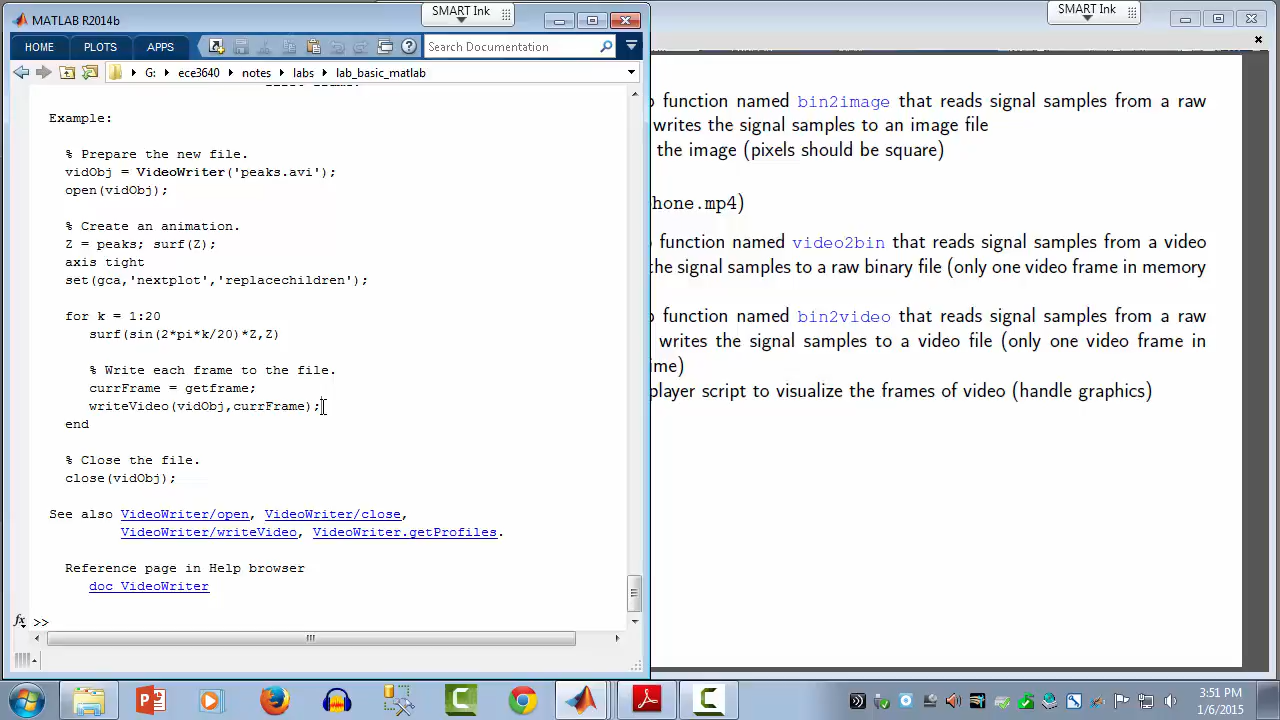 MATLAB R2014b
SMART Ink
SMART Ink
HOME
PLOTS
APPS
Search Documentation
G: ▶ ece3640 ▶ notes ▶ labs ▶ lab_basic_matlab
Example:
% Prepare the new file.
vidObj = VideoWriter('peaks.avi');
open(vidObj);
% Create an animation.
Z = peaks; surf(Z);
axis tight
set(gca,'nextplot','replacechildren');
for k = 1:20
surf(sin(2*pi*k/20)*Z,Z)
% Write each frame to the file.
currFrame = getframe;
writeVideo(vidObj,currFrame);
end
% Close the file.
close(vidObj);
See also VideoWriter/open, VideoWriter/close,
VideoWriter/writeVideo, VideoWriter.getProfiles.
Reference page in Help browser
doc VideoWriter
fx >>
function named bin2image that reads signal samples from a raw
writes the signal samples to an image file
the image (pixels should be square)
hone.mp4)
function named video2bin that reads signal samples from a video
the signal samples to a raw binary file (only one video frame in memory
function named bin2video that reads signal samples from a raw
writes the signal samples to a video file (only one video frame in
ime)
player script to visualize the frames of video (handle graphics)
3:51 PM
1/6/2015